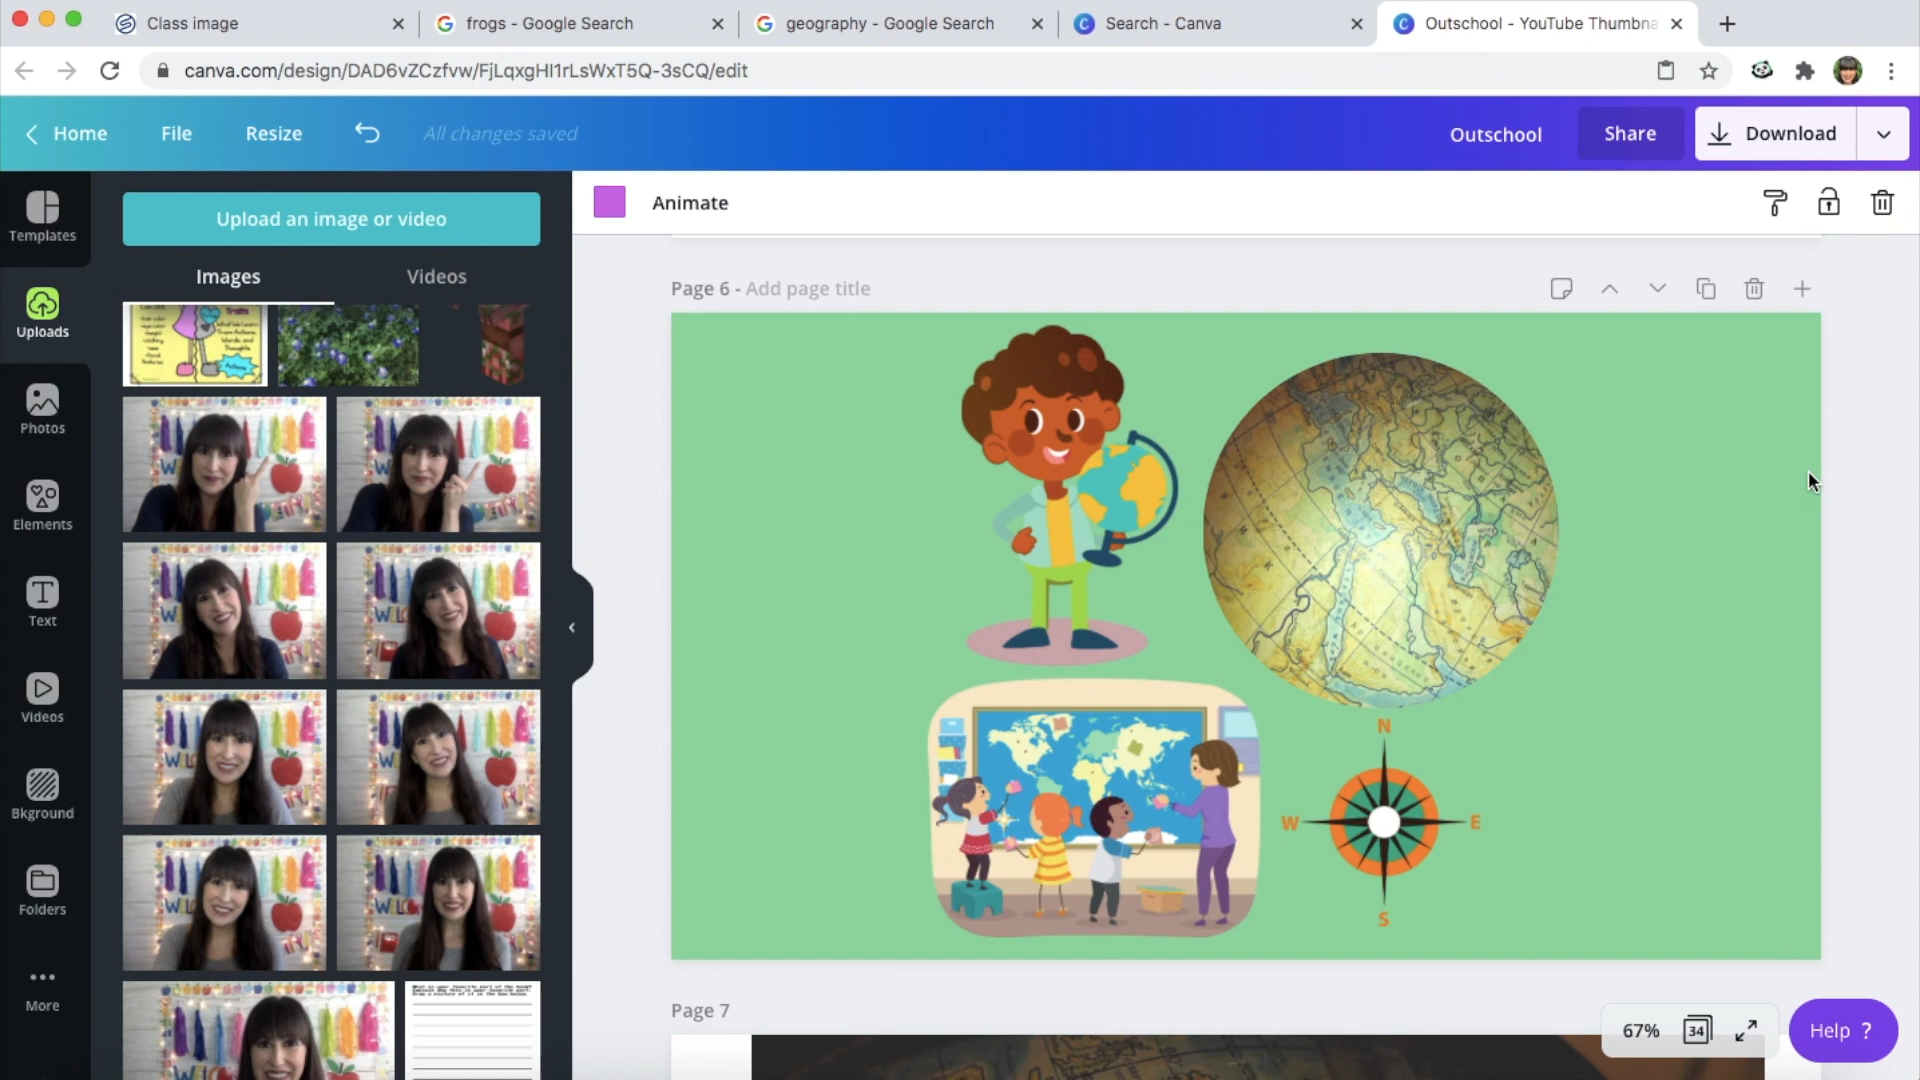 Class image
frogs - Google Search
geography - Google Search
Search - Canva
Outschool - YouTube Thumbna
canva.com/design/DAD6vZCzfvw/FjLqxgHI1rLsWxT5Q-3sCQ/edit
Home
File
Resize
All changes saved
Outschool
Share
Download
Templates
Uploads
Photos
Elements
Text
Videos
Bkground
Folders
More
Upload an image or video
Images
Videos
Animate
Page 6 - Add page title
N
W
E
S
Page 7
67%
34
Help ?